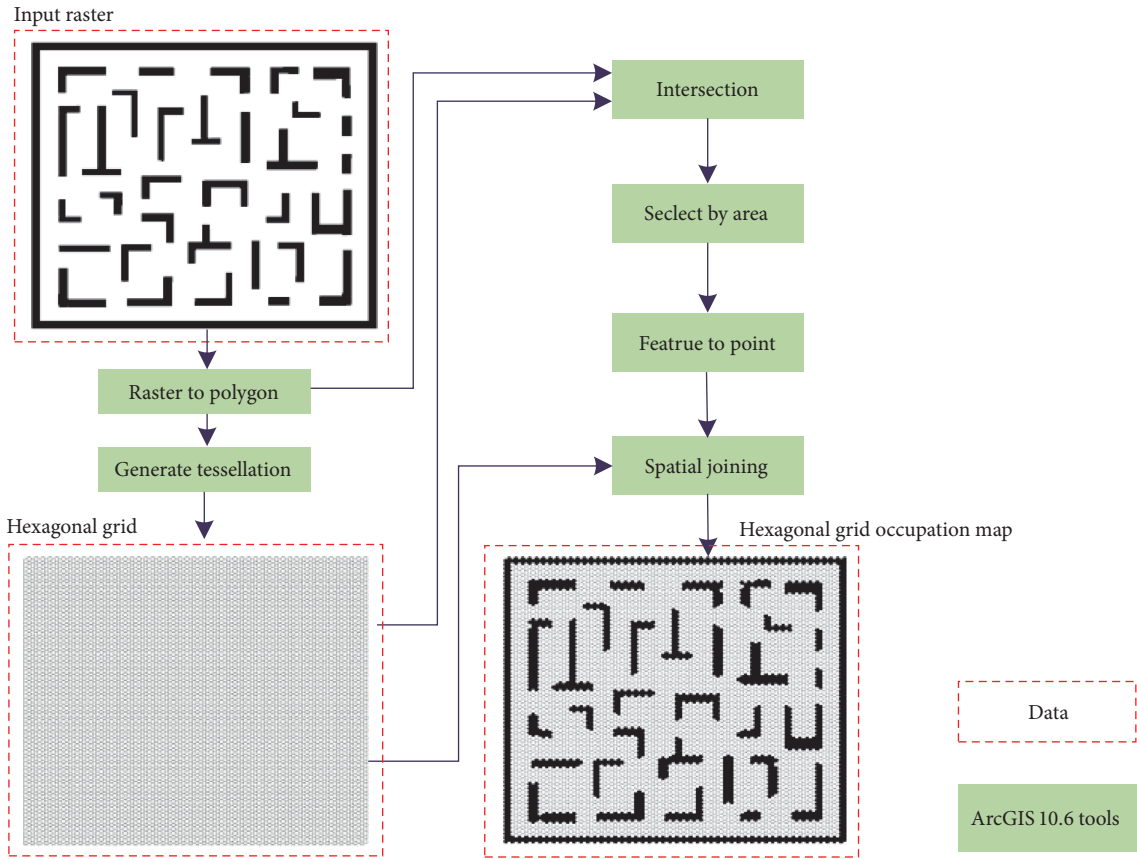 Input raster
Raster to polygon
Generate tessellation
Hexagonal grid
Intersection
Seclect by area
Featrue to point
Spatial joining
Hexagonal grid occupation map
Data
ArcGIS 10.6 tools